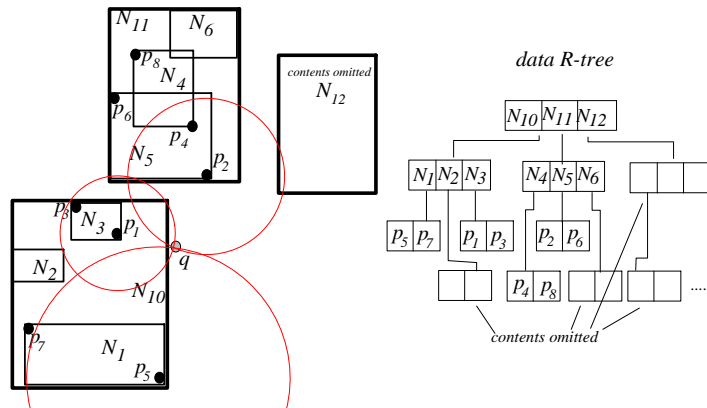 N11
N6
p8
N4
p6
p4
N5
p2
contents omitted
N12
p3
N3
p1
q
N2
N10
p7
N1
p5
data R-tree
N10 N11 N12
N1 N2 N3
N4 N5 N6
p5 p7
p1 p3
p2 p6
p4 p8
....
contents omitted